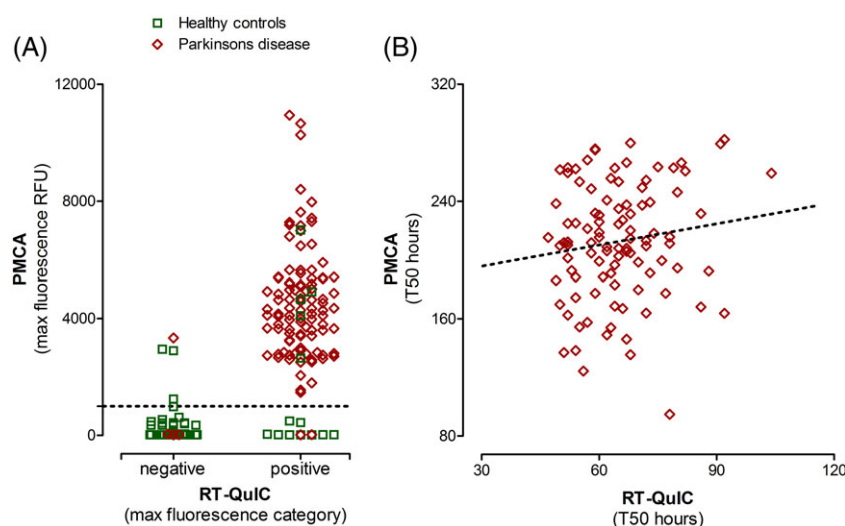 Healthy controls
Parkinsons disease
(A)
PMCA
(max fluorescence RFU)
12000
8000
4000
0
negative
positive
RT-QuIC
(max fluorescence category)
(B)
PMCA
(T50 hours)
320
240
160
80
30
60
90
120
RT-QuIC
(T50 hours)